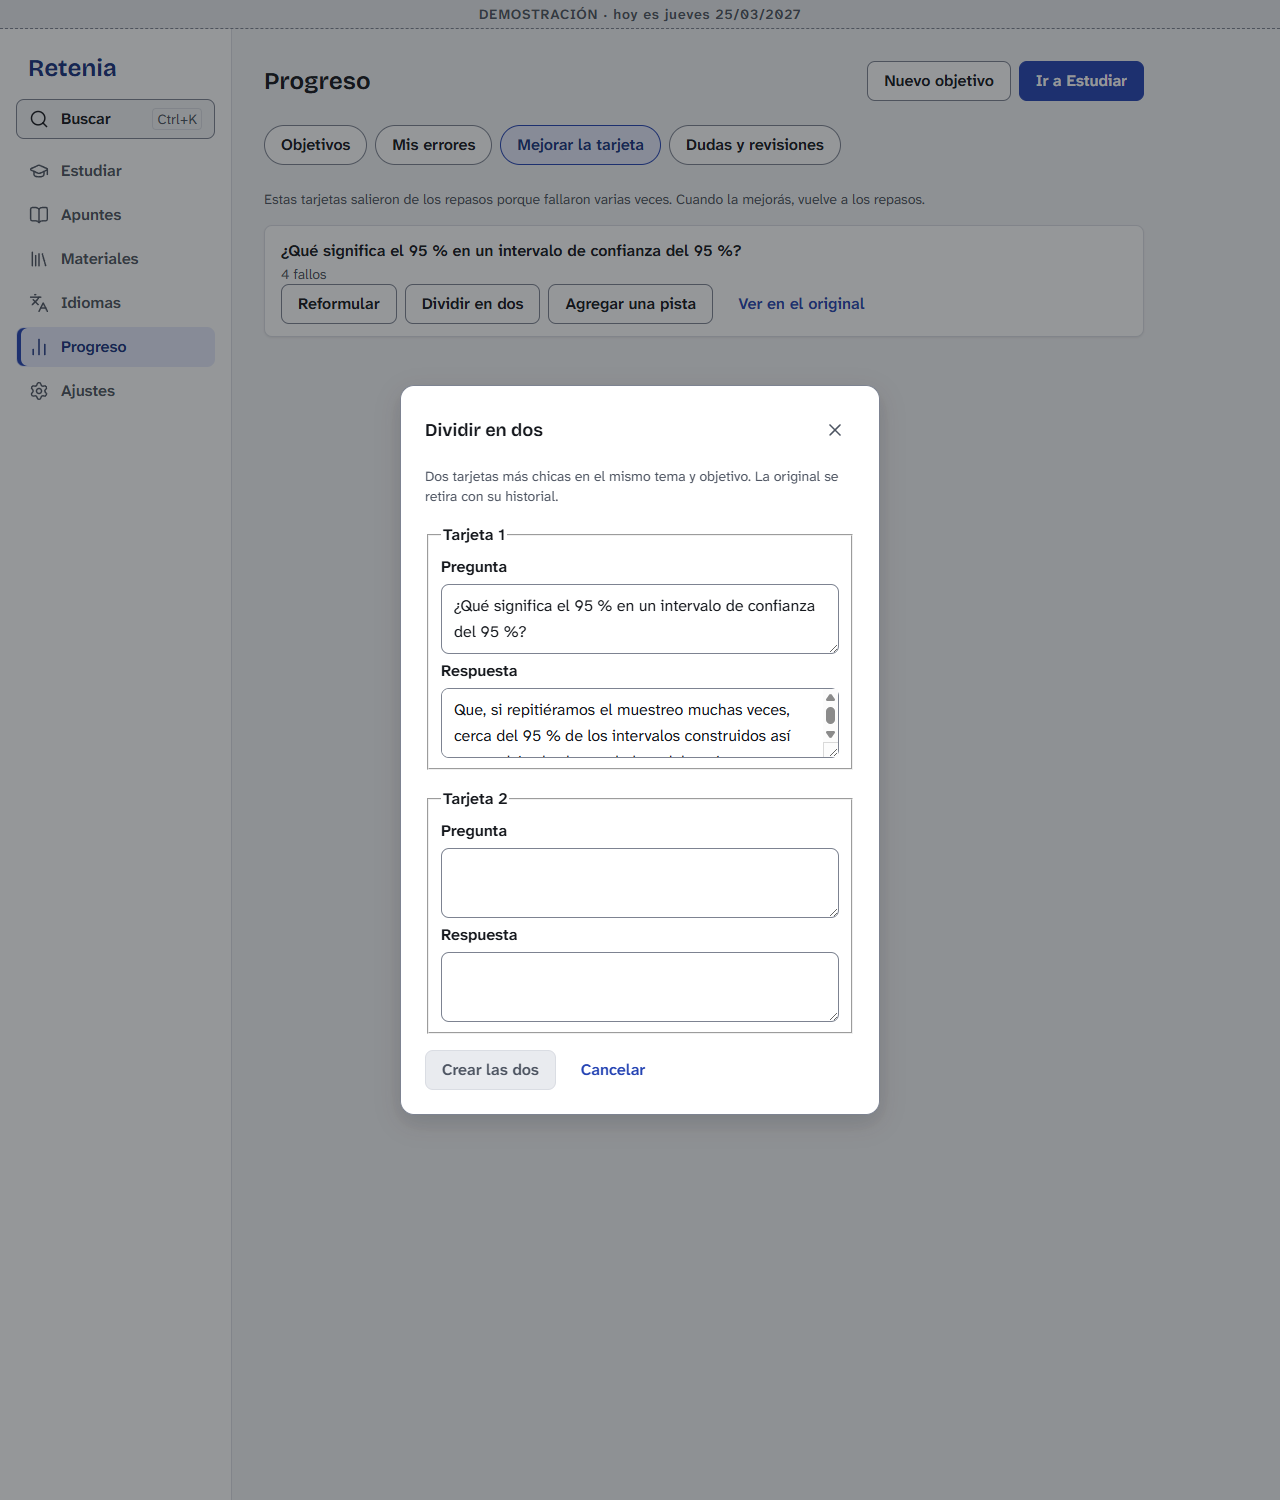 DEMOSTRACIÓN · hoy es jueves 25/03/2027
Retenia
Buscar Ctrl+K
Estudiar
Apuntes
Materiales
Idiomas
Progreso
Ajustes
Progreso
Nuevo objetivo
Ir a Estudiar
Objetivos
Mis errores
Mejorar la tarjeta
Dudas y revisiones
Estas tarjetas salieron de los repasos porque fallaron varias veces. Cuando la mejorás, vuelve a los repasos.
¿Qué significa el 95 % en un intervalo de confianza del 95 %?
4 fallos
Reformular
Dividir en dos
Agregar una pista
Ver en el original
Dividir en dos
Dos tarjetas más chicas en el mismo tema y objetivo. La original se
retira con su historial.
Tarjeta 1
Pregunta
¿Qué significa el 95 % en un intervalo de confianza
del 95 %?
Respuesta
Que, si repitiéramos el muestreo muchas veces,
cerca del 95 % de los intervalos construidos así
Tarjeta 2
Pregunta
Respuesta
Crear las dos
Cancelar